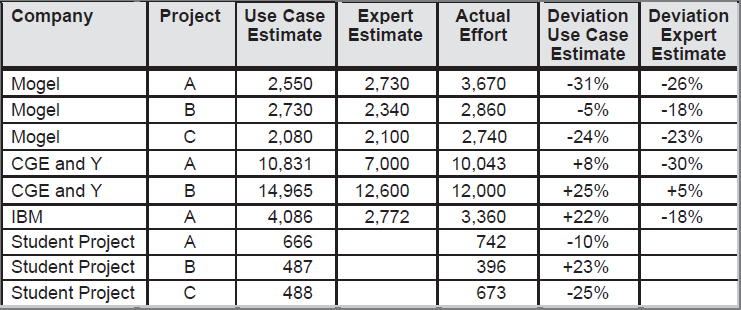 Company Project Use Case Estimate Expert Estimate Actual Effort Deviation Use Case Estimate Deviation Expert Estimate
Mogel A 2,550 2,730 3,670 -31% -26%
Mogel B 2,730 2,340 2,860 -5% -18%
Mogel C 2,080 2,100 2,740 -24% -23%
CGE and Y A 10,831 7,000 10,043 +8% -30%
CGE and Y B 14,965 12,600 12,000 +25% +5%
IBM A 4,086 2,772 3,360 +22% -18%
Student Project A 666 742 -10%
Student Project B 487 396 +23%
Student Project C 488 673 -25%